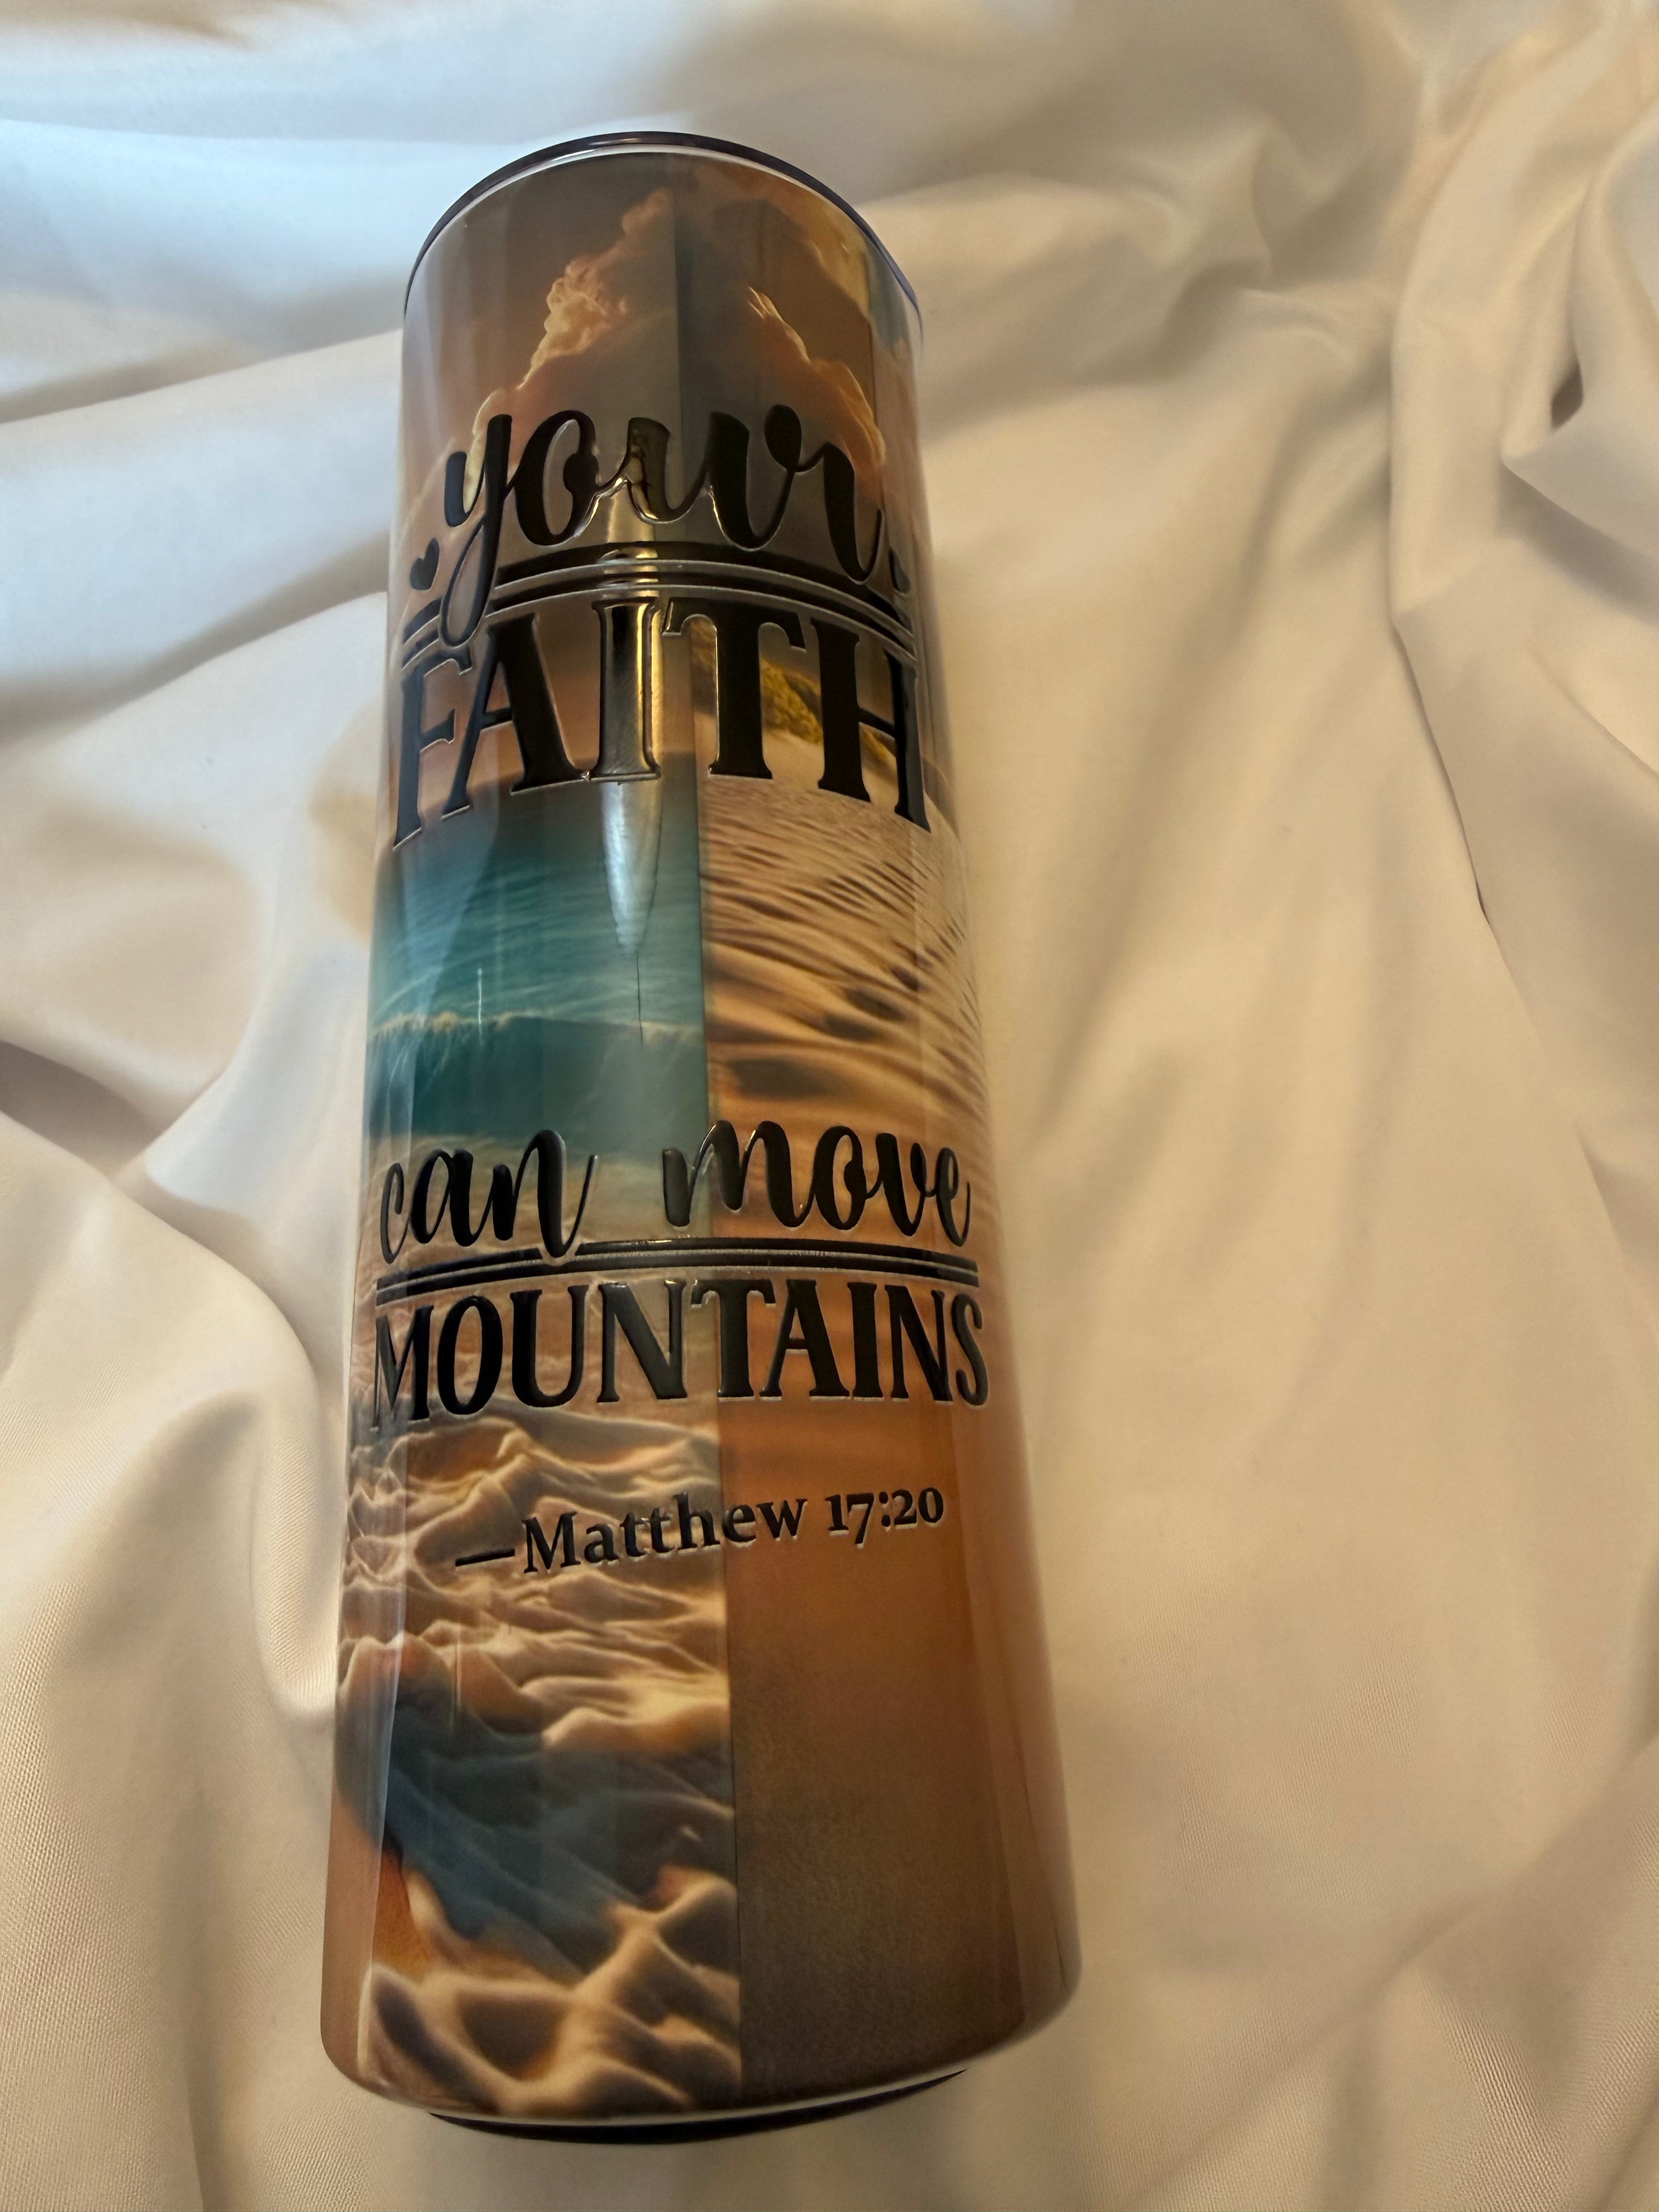 your
FAITH
can move
MOUNTAINS
—Matthew 17:20